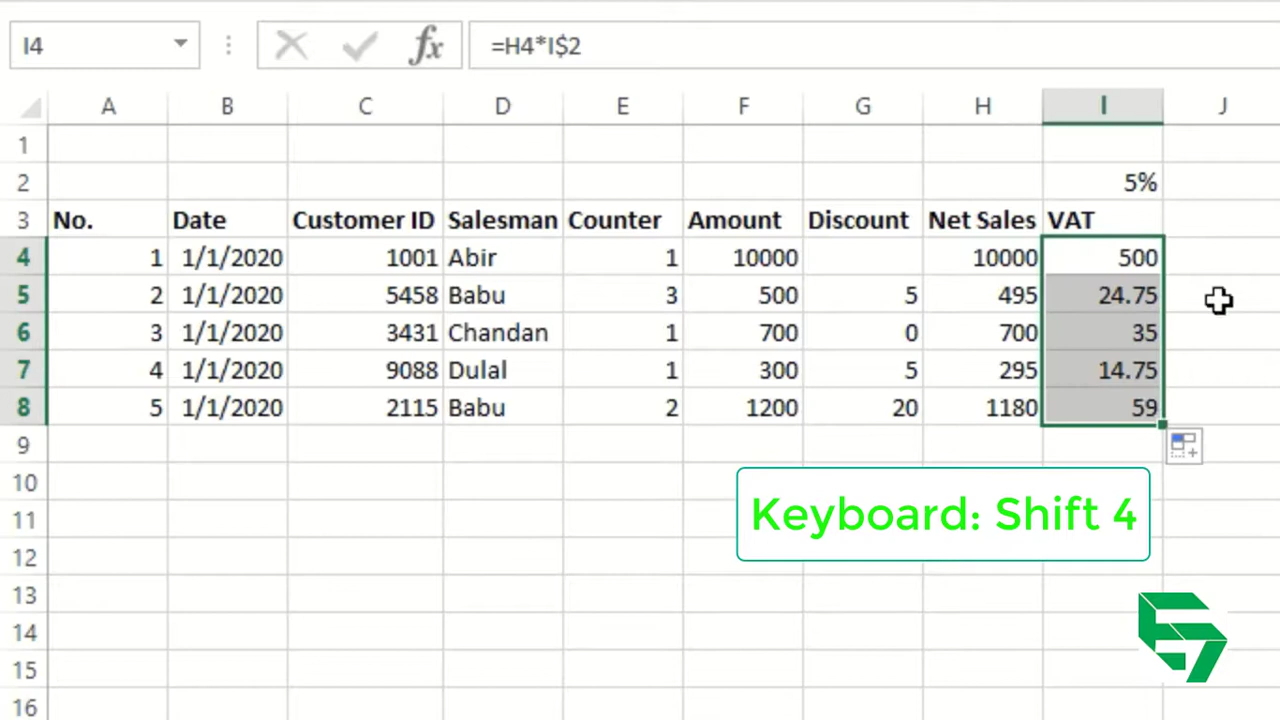 I4 fx =H4*I$2
A B C D E F G H I J
1
2 5%
3 No. Date Customer ID Salesman Counter Amount Discount Net Sales VAT
4 1 1/1/2020 1001 Abir 1 10000 10000 500
5 2 1/1/2020 5458 Babu 3 500 5 495 24.75
6 3 1/1/2020 3431 Chandan 1 700 0 700 35
7 4 1/1/2020 9088 Dulal 1 300 5 295 14.75
8 5 1/1/2020 2115 Babu 2 1200 20 1180 59
9
10
Keyboard: Shift 4
11
12
13
14
15
16